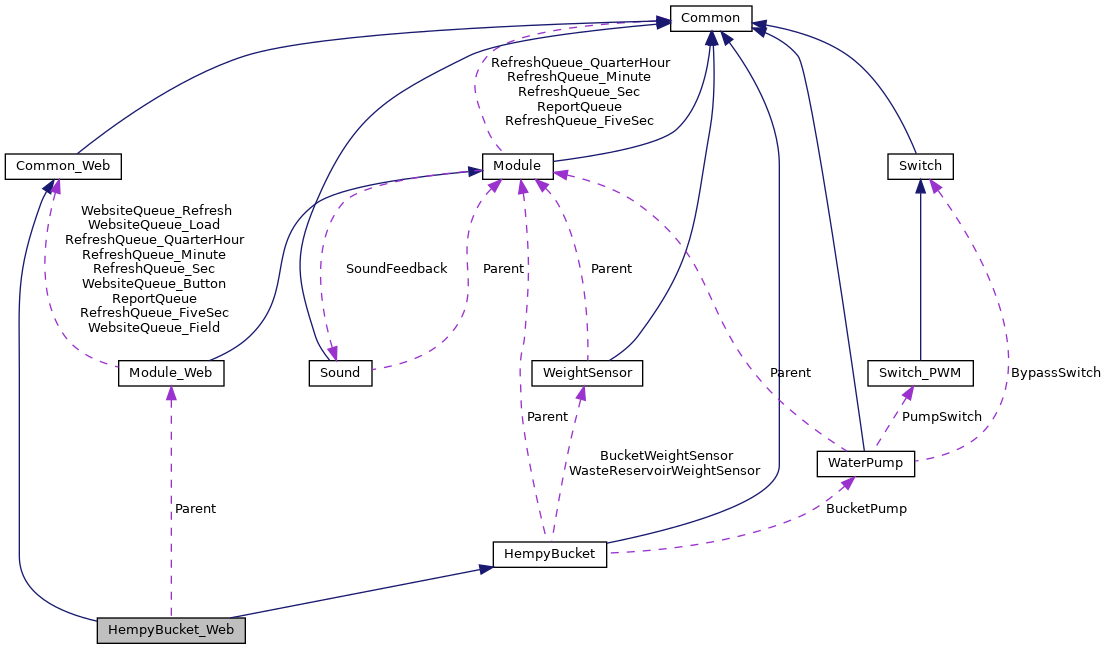 Common
RefreshQueue_QuarterHour
RefreshQueue_Minute
RefreshQueue_Sec
ReportQueue
RefreshQueue_FiveSec
Common_Web
Module
Switch
WebsiteQueue_Refresh
WebsiteQueue_Load
RefreshQueue_QuarterHour
RefreshQueue_Minute
RefreshQueue_Sec
WebsiteQueue_Button
ReportQueue
RefreshQueue_FiveSec
WebsiteQueue_Field
SoundFeedback
Parent
Parent
Module_Web
Sound
WeightSensor
Parent
Switch_PWM
BypassSwitch
Parent
PumpSwitch
BucketWeightSensor
WasteReservoirWeightSensor
WaterPump
Parent
BucketPump
HempyBucket
HempyBucket_Web